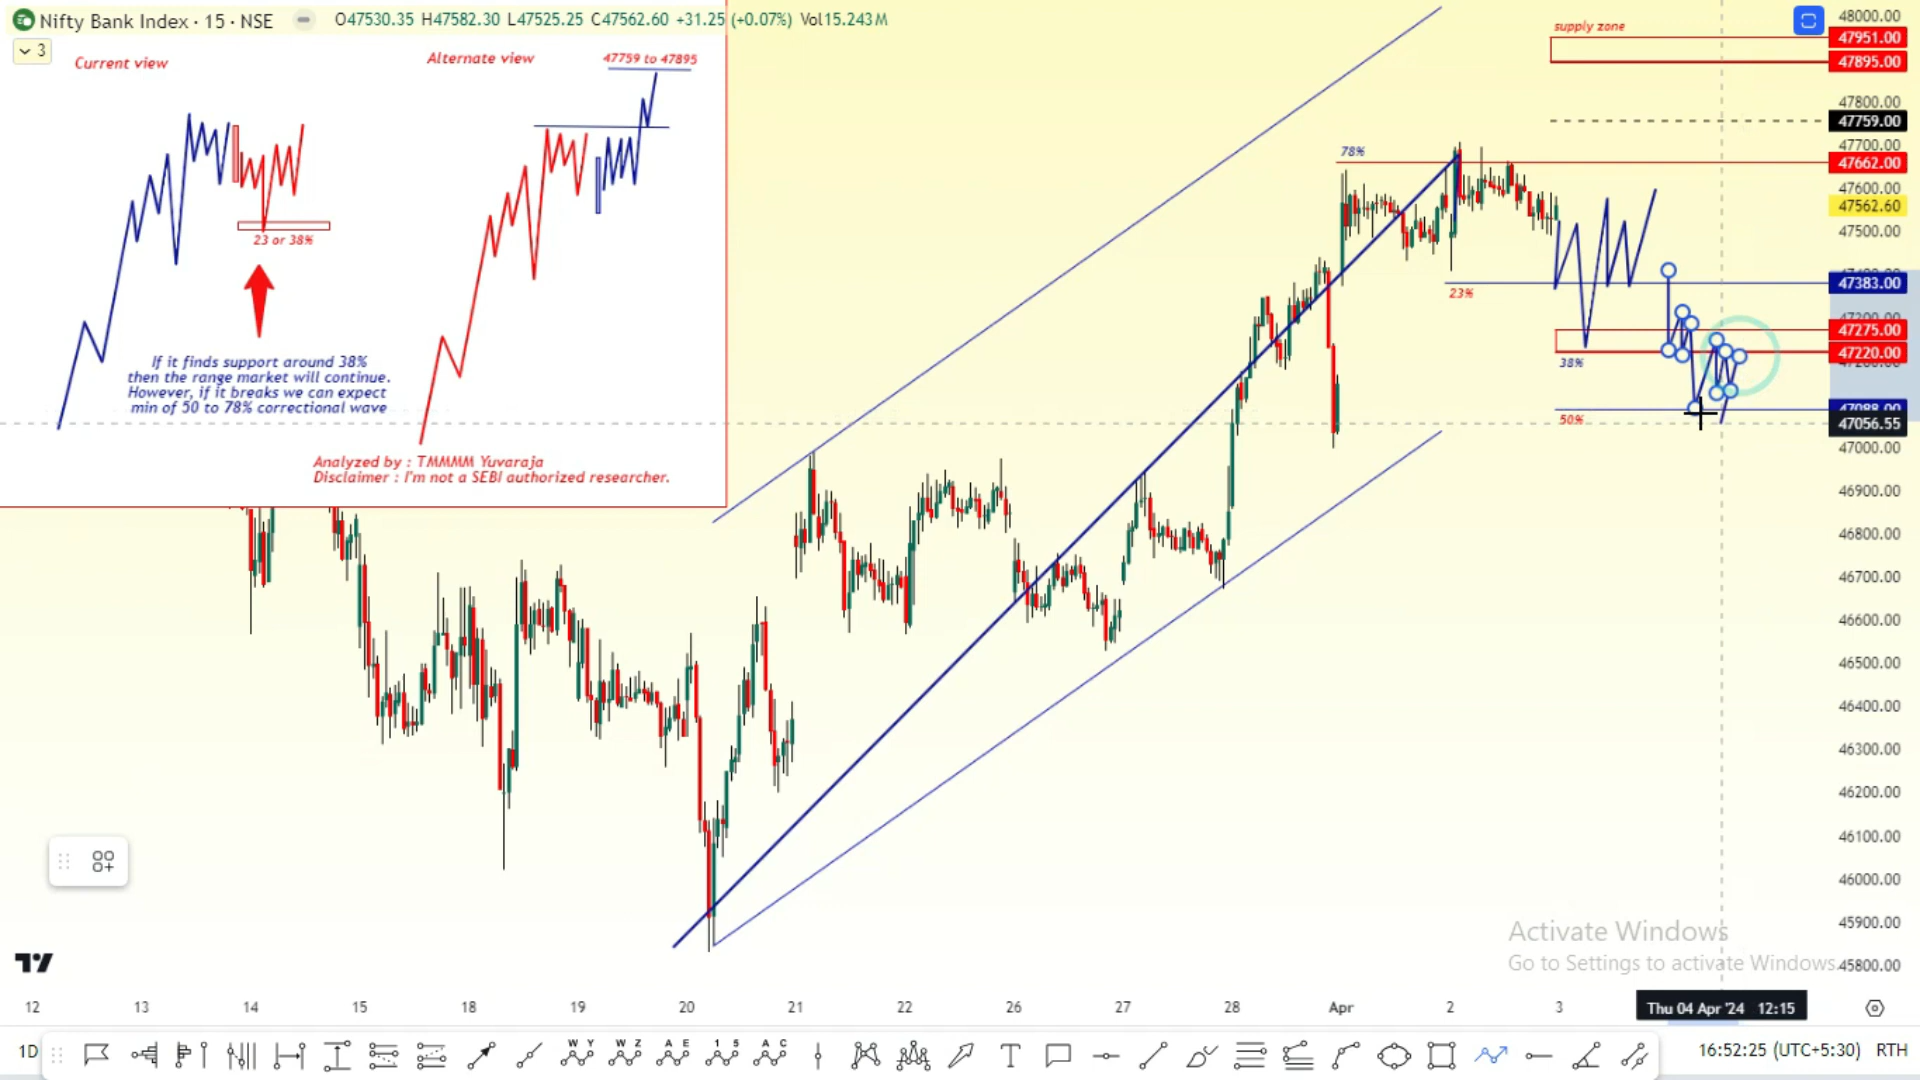 Nifty Bank Index · 15 · NSE
O47530.35 H47582.30 L47525.25 C47562.60 +31.25 (+0.07%) Vol15.243M
3
Current view
Alternate view
47759 to 47895
23 or 38%
If it finds support around 38%
then the range market will continue.
However, if it breaks we can expect
min of 50 to 78% correctional wave
Analyzed by : TMMMM Yuvaraja
Disclaimer : I'm not a SEBI authorized researcher.
supply zone
78%
23%
38%
50%
48000.00
47951.00
47895.00
47800.00
47759.00
47700.00
47662.00
47600.00
47562.60
47500.00
47383.00
47275.00
47220.00
47088.00
47056.55
47000.00
46900.00
46800.00
46700.00
46600.00
46500.00
46400.00
46300.00
46200.00
46100.00
46000.00
45900.00
45800.00
Activate Windows
Go to Settings to activate Windows.
12 13 14 15 18 19 20 21 22 26 27 28 Apr 2 3
Thu 04 Apr '24 12:15
1D
W Y
W Z
A E
1 5
A C
16:52:25 (UTC+5:30) RTH